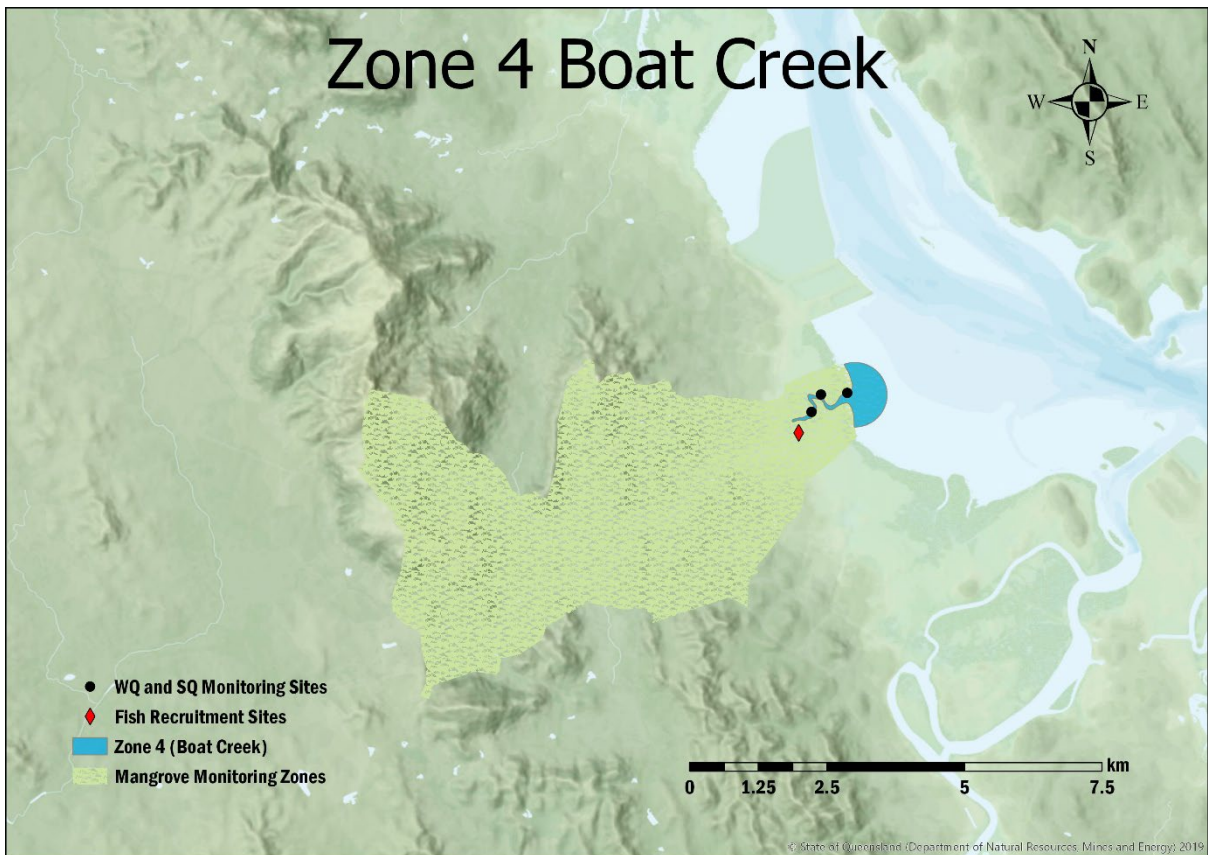 Zone 4 Boat Creek
N
W E
S
WQ and SQ Monitoring Sites
Fish Recruitment Sites
Zone 4 (Boat Creek)
Mangrove Monitoring Zones
km
0 1.25 2.5 5 7.5
© State of Queensland (Department of Natural Resources, Mines and Energy) 2019